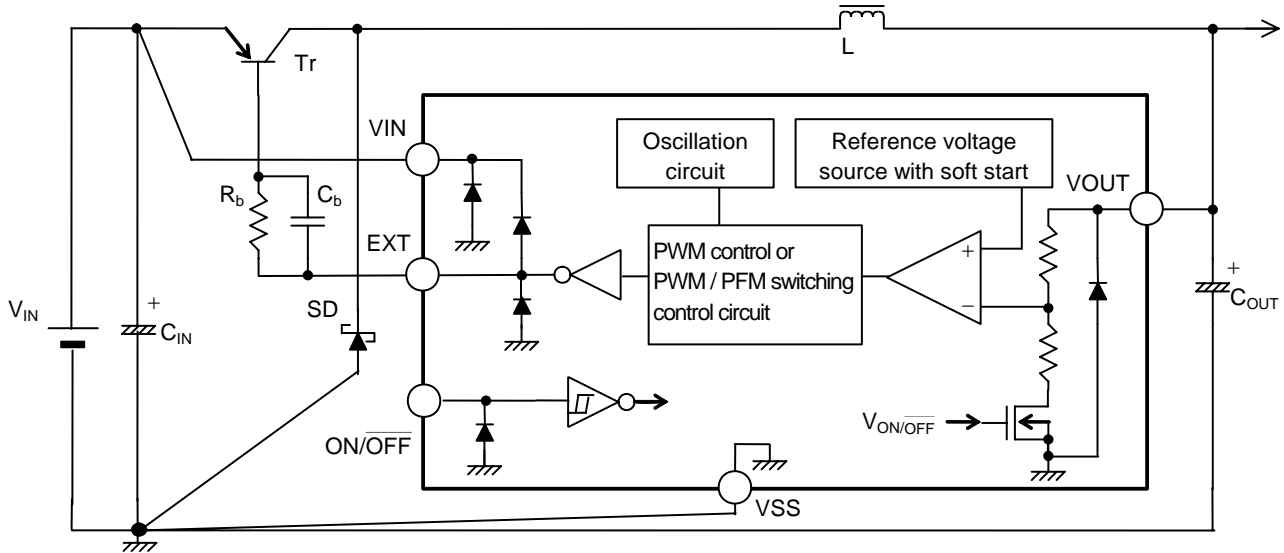 L
Tr
VIN
Oscillation
circuit
Reference voltage
source with soft start
VOUT
Rb
Cb
EXT
PWM control or
PWM / PFM switching
control circuit
+
−
+
COUT
VIN
+
CIN
SD
ON/OFF
VON/OFF
VSS